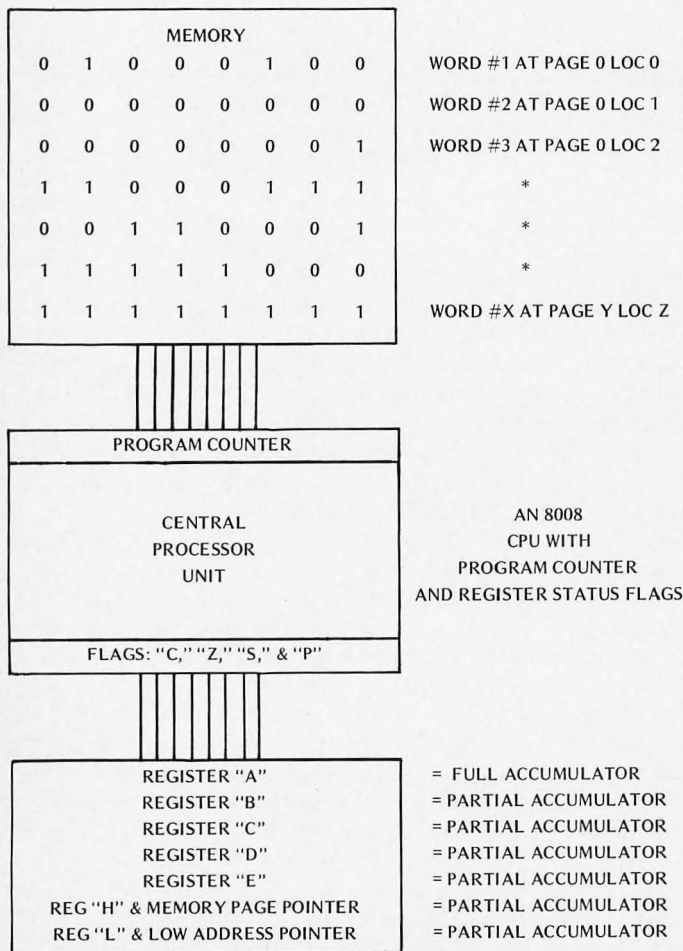 MEMORY
0 1 0 0 0 1 0 0 WORD #1 AT PAGE 0 LOC 0
0 0 0 0 0 0 0 0 WORD #2 AT PAGE 0 LOC 1
0 0 0 0 0 0 0 1 WORD #3 AT PAGE 0 LOC 2
1 1 0 0 0 1 1 1 *
0 0 1 1 0 0 0 1 *
1 1 1 1 1 0 0 0 *
1 1 1 1 1 1 1 1 WORD #X AT PAGE Y LOC Z
PROGRAM COUNTER
CENTRAL
PROCESSOR
UNIT
AN 8008
CPU WITH
PROGRAM COUNTER
AND REGISTER STATUS FLAGS
FLAGS: “C,” “Z,” “S,” & “P”
REGISTER “A” = FULL ACCUMULATOR
REGISTER “B” = PARTIAL ACCUMULATOR
REGISTER “C” = PARTIAL ACCUMULATOR
REGISTER “D” = PARTIAL ACCUMULATOR
REGISTER “E” = PARTIAL ACCUMULATOR
REG “H” & MEMORY PAGE POINTER = PARTIAL ACCUMULATOR
REG “L” & LOW ADDRESS POINTER = PARTIAL ACCUMULATOR